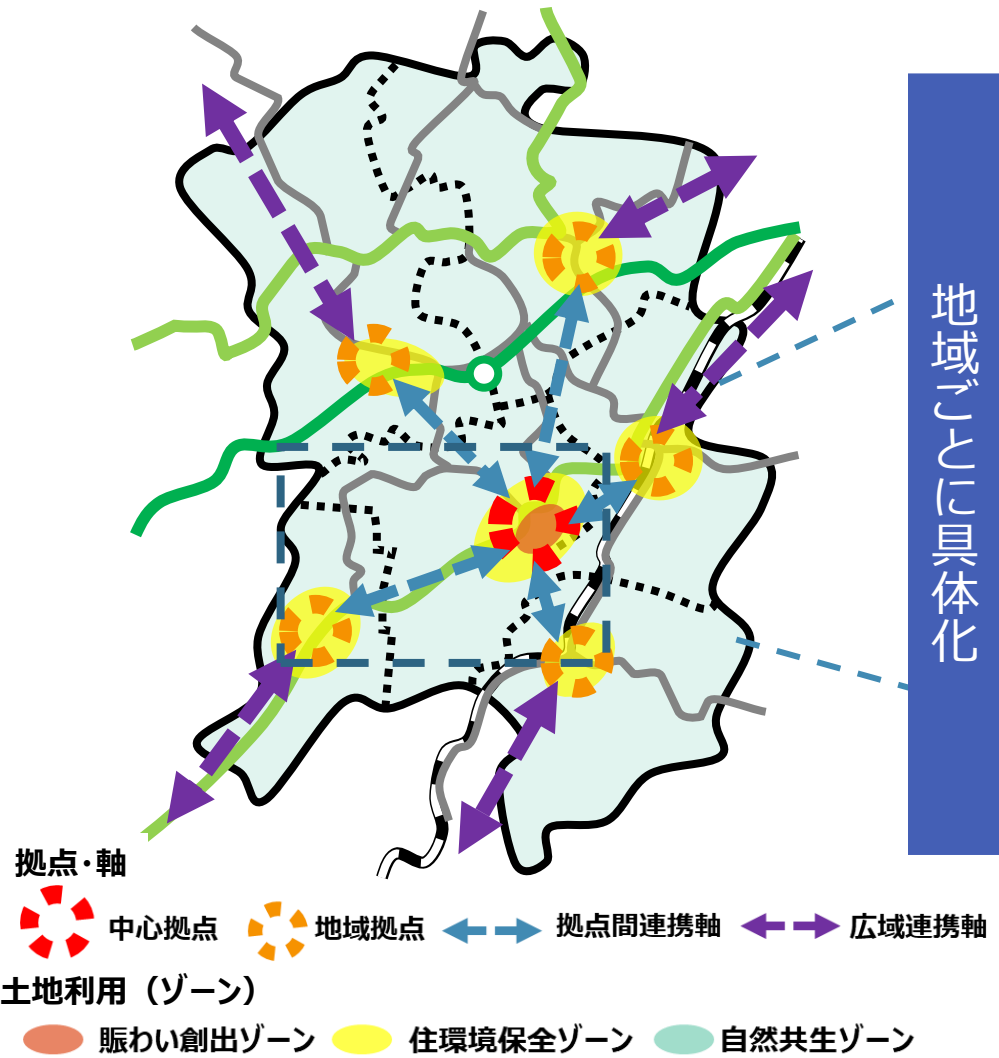 地域ごとに具体化
拠点・軸
中心拠点 地域拠点 拠点間連携軸 広域連携軸
土地利用（ゾーン）
賑わい創出ゾーン 住環境保全ゾーン 自然共生ゾーン